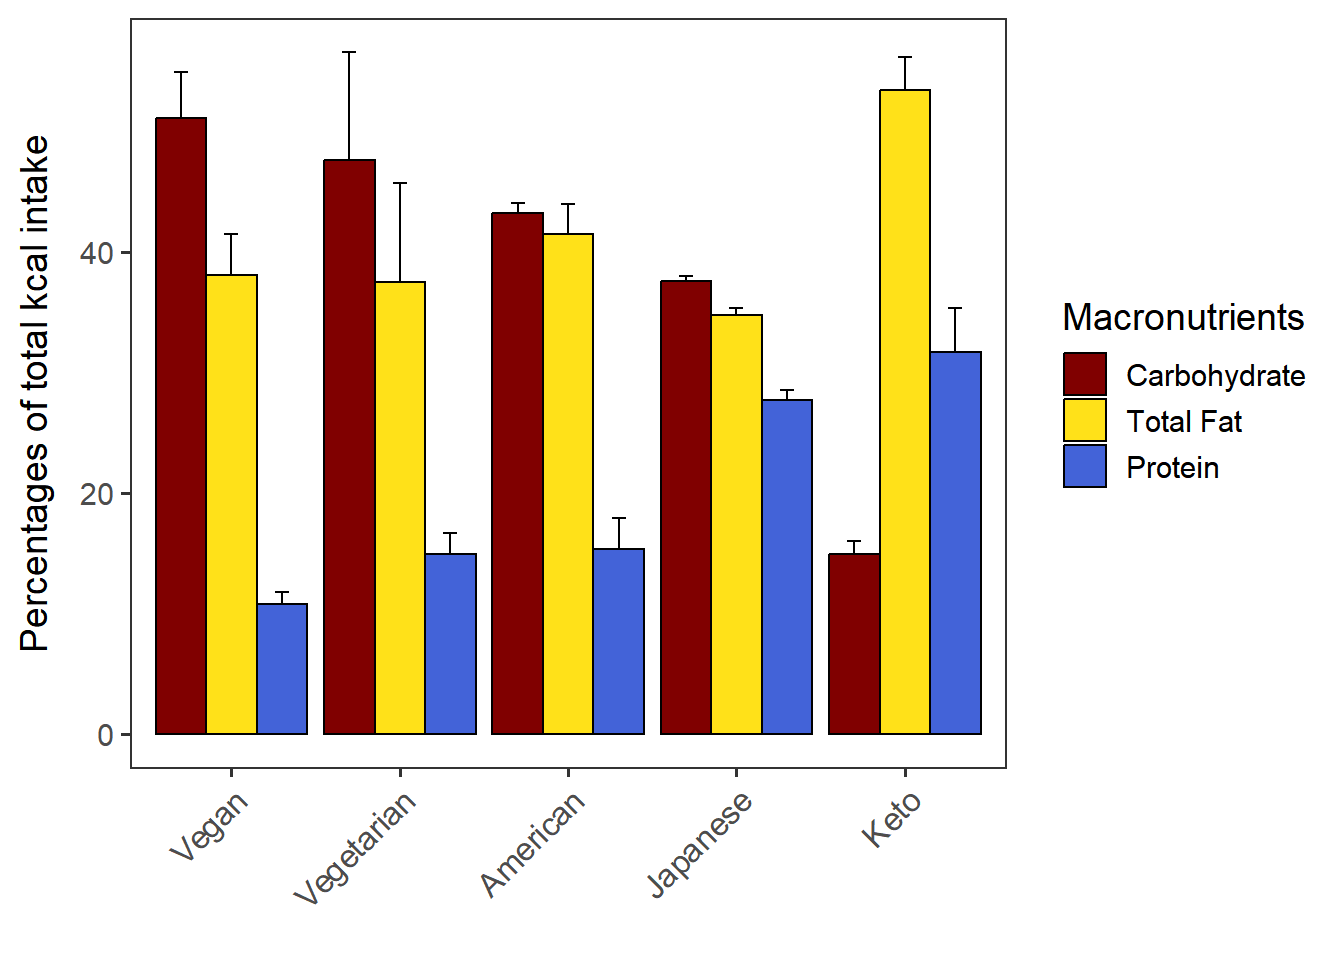 Percentages of total kcal intake
40
20
0
Vegan
Vegetarian
American
Japanese
Keto
Macronutrients
Carbohydrate
Total Fat
Protein